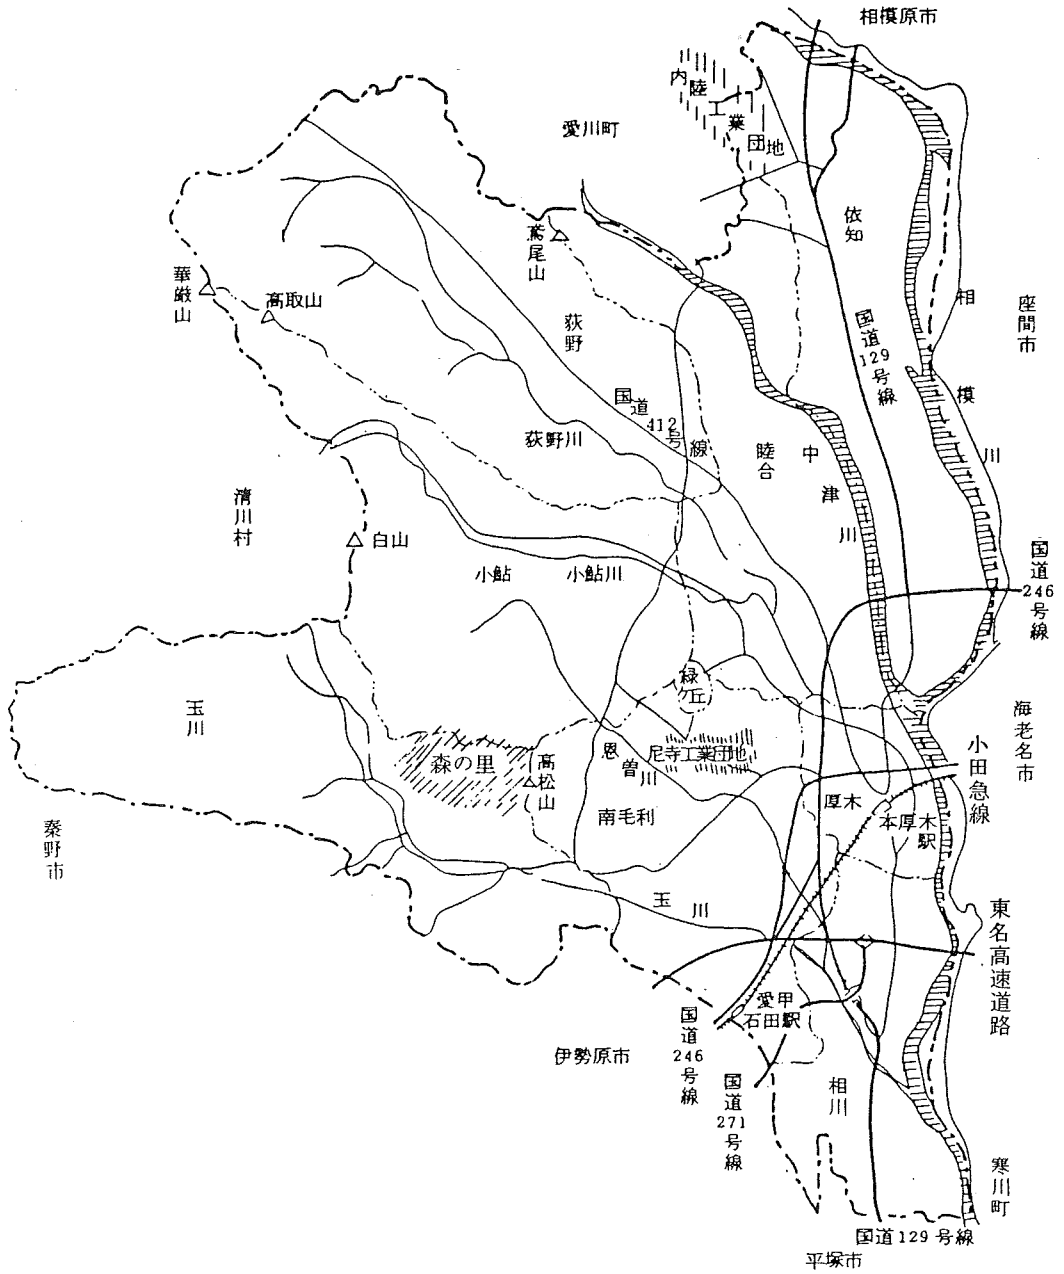 相模原市
内陸工業団地
愛川町
依知
鳶尾山
華厳山
高取山
荻野
国道129号線
相模川
座間市
国道412号線
荻野川
睦合
中津川
清川村
白山
小鮎
小鮎川
国道246号線
玉川
緑ヶ丘
海老名市
森の里
高松山
恩曽川
尼寺工業団地
小田急線
南毛利
厚木
本厚木駅
秦野市
玉川
東名高速道路
愛甲石田駅
国道246号線
伊勢原市
国道271号線
相川
寒川町
国道129号線
平塚市